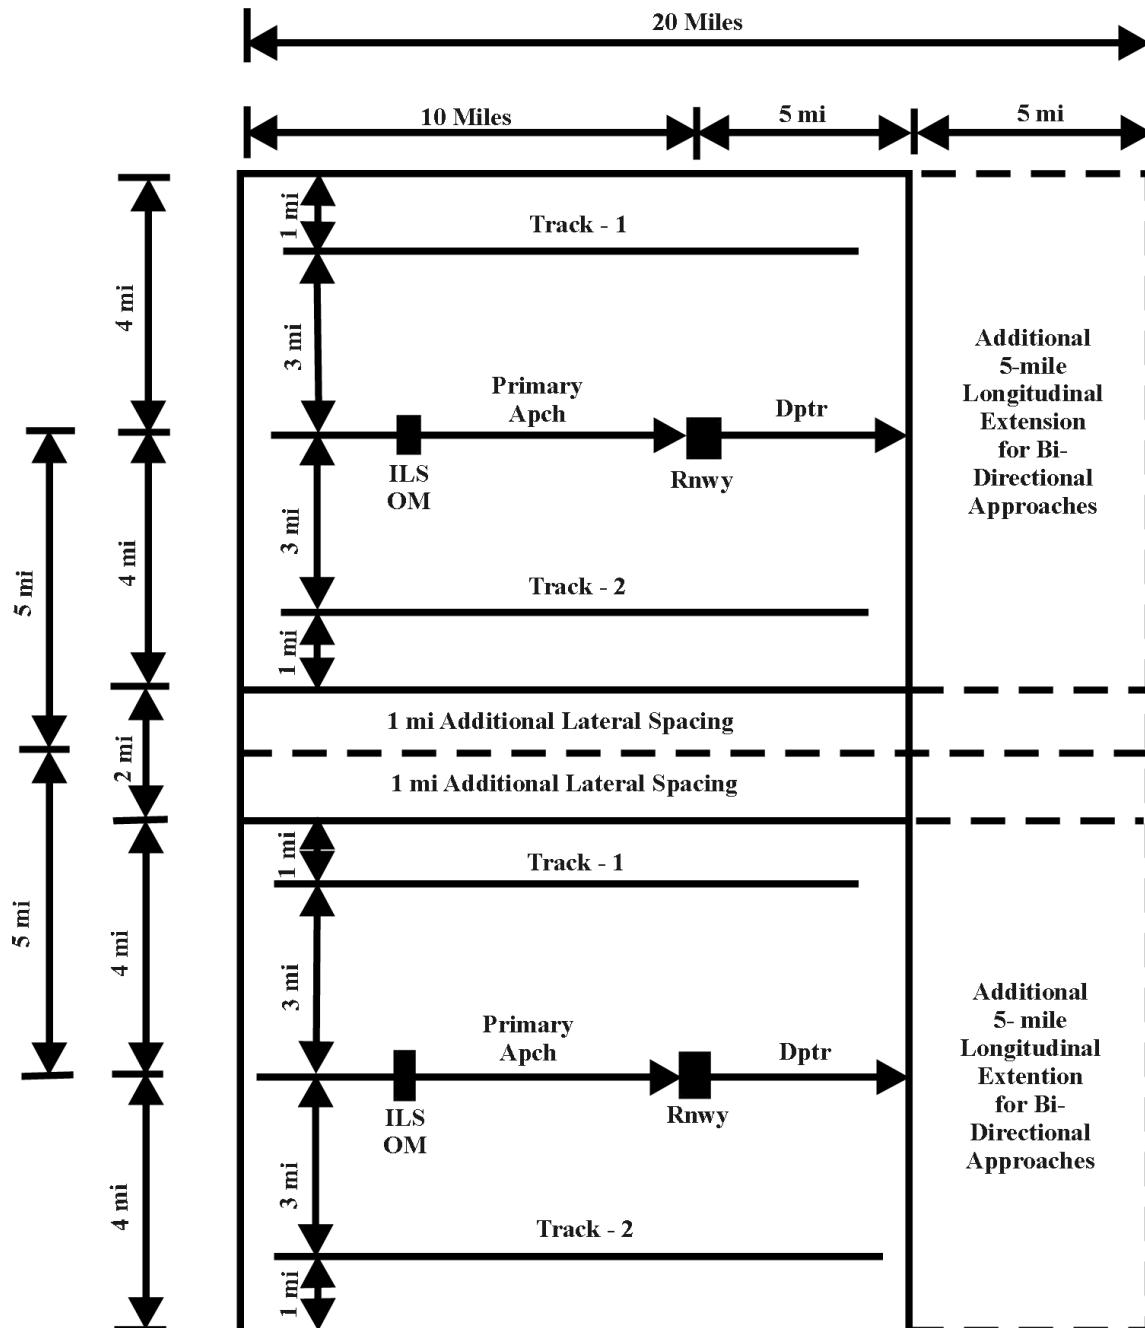 20 Miles
10 Miles
5 mi
5 mi
1 mi
Track - 1
4 mi
3 mi
Additional
5-mile
Longitudinal
Extension
for Bi-
Directional
Approaches
Primary
Apch
Dptr
ILS
OM
Rnwy
3 mi
4 mi
5 mi
Track - 2
1 mi
1 mi Additional Lateral Spacing
2 mi
1 mi Additional Lateral Spacing
1 mi
Track - 1
5 mi
4 mi
3 mi
Additional
5- mile
Longitudinal
Extention
for Bi-
Directional
Approaches
Primary
Apch
Dptr
ILS
OM
Rnwy
3 mi
4 mi
Track - 2
1 mi